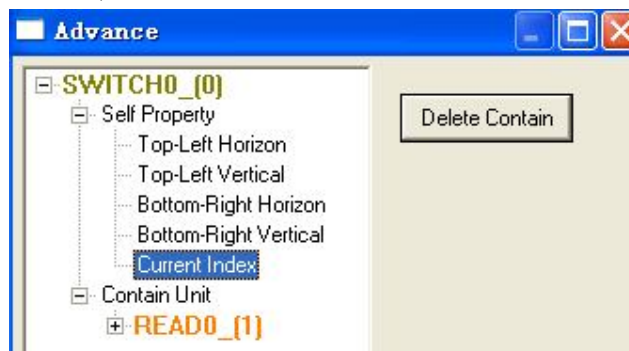 Advance
SWITCH0_(0)
Self Property
Delete Contain
Top-Left Horizon
Top-Left Vertical
Bottom-Right Horizon
Bottom-Right Vertical
Current Index
Contain Unit
READ0_(1)